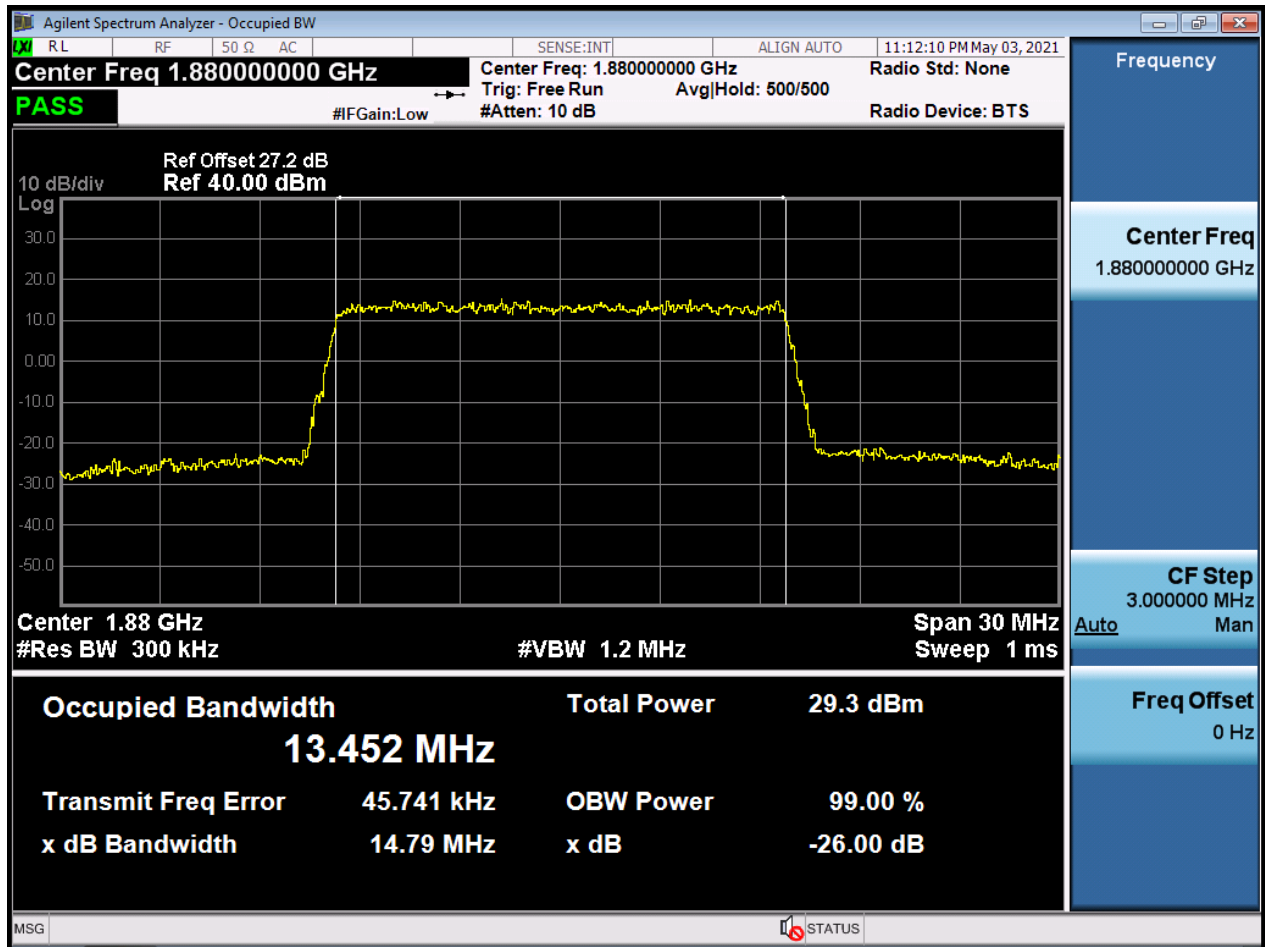 Agilent Spectrum Analyzer - Occupied BW
LXI RL RF 50 Ω AC SENSE:INT ALIGN AUTO 11:12:10 PM May 03, 2021
Center Freq 1.880000000 GHz
Center Freq: 1.880000000 GHz
Radio Std: None
Trig: Free Run Avg|Hold: 500/500
PASS
#IFGain:Low
#Atten: 10 dB
Radio Device: BTS
Ref Offset 27.2 dB
10 dB/div Ref 40.00 dBm
Log
30.0
20.0
10.0
0.00
-10.0
-20.0
-30.0
-40.0
-50.0
Center 1.88 GHz Span 30 MHz
#Res BW 300 kHz #VBW 1.2 MHz Sweep 1 ms
Occupied Bandwidth Total Power 29.3 dBm
13.452 MHz
Transmit Freq Error 45.741 kHz OBW Power 99.00 %
x dB Bandwidth 14.79 MHz x dB -26.00 dB
Frequency
Center Freq
1.880000000 GHz
CF Step
3.000000 MHz
Auto Man
Freq Offset
0 Hz
MSG STATUS